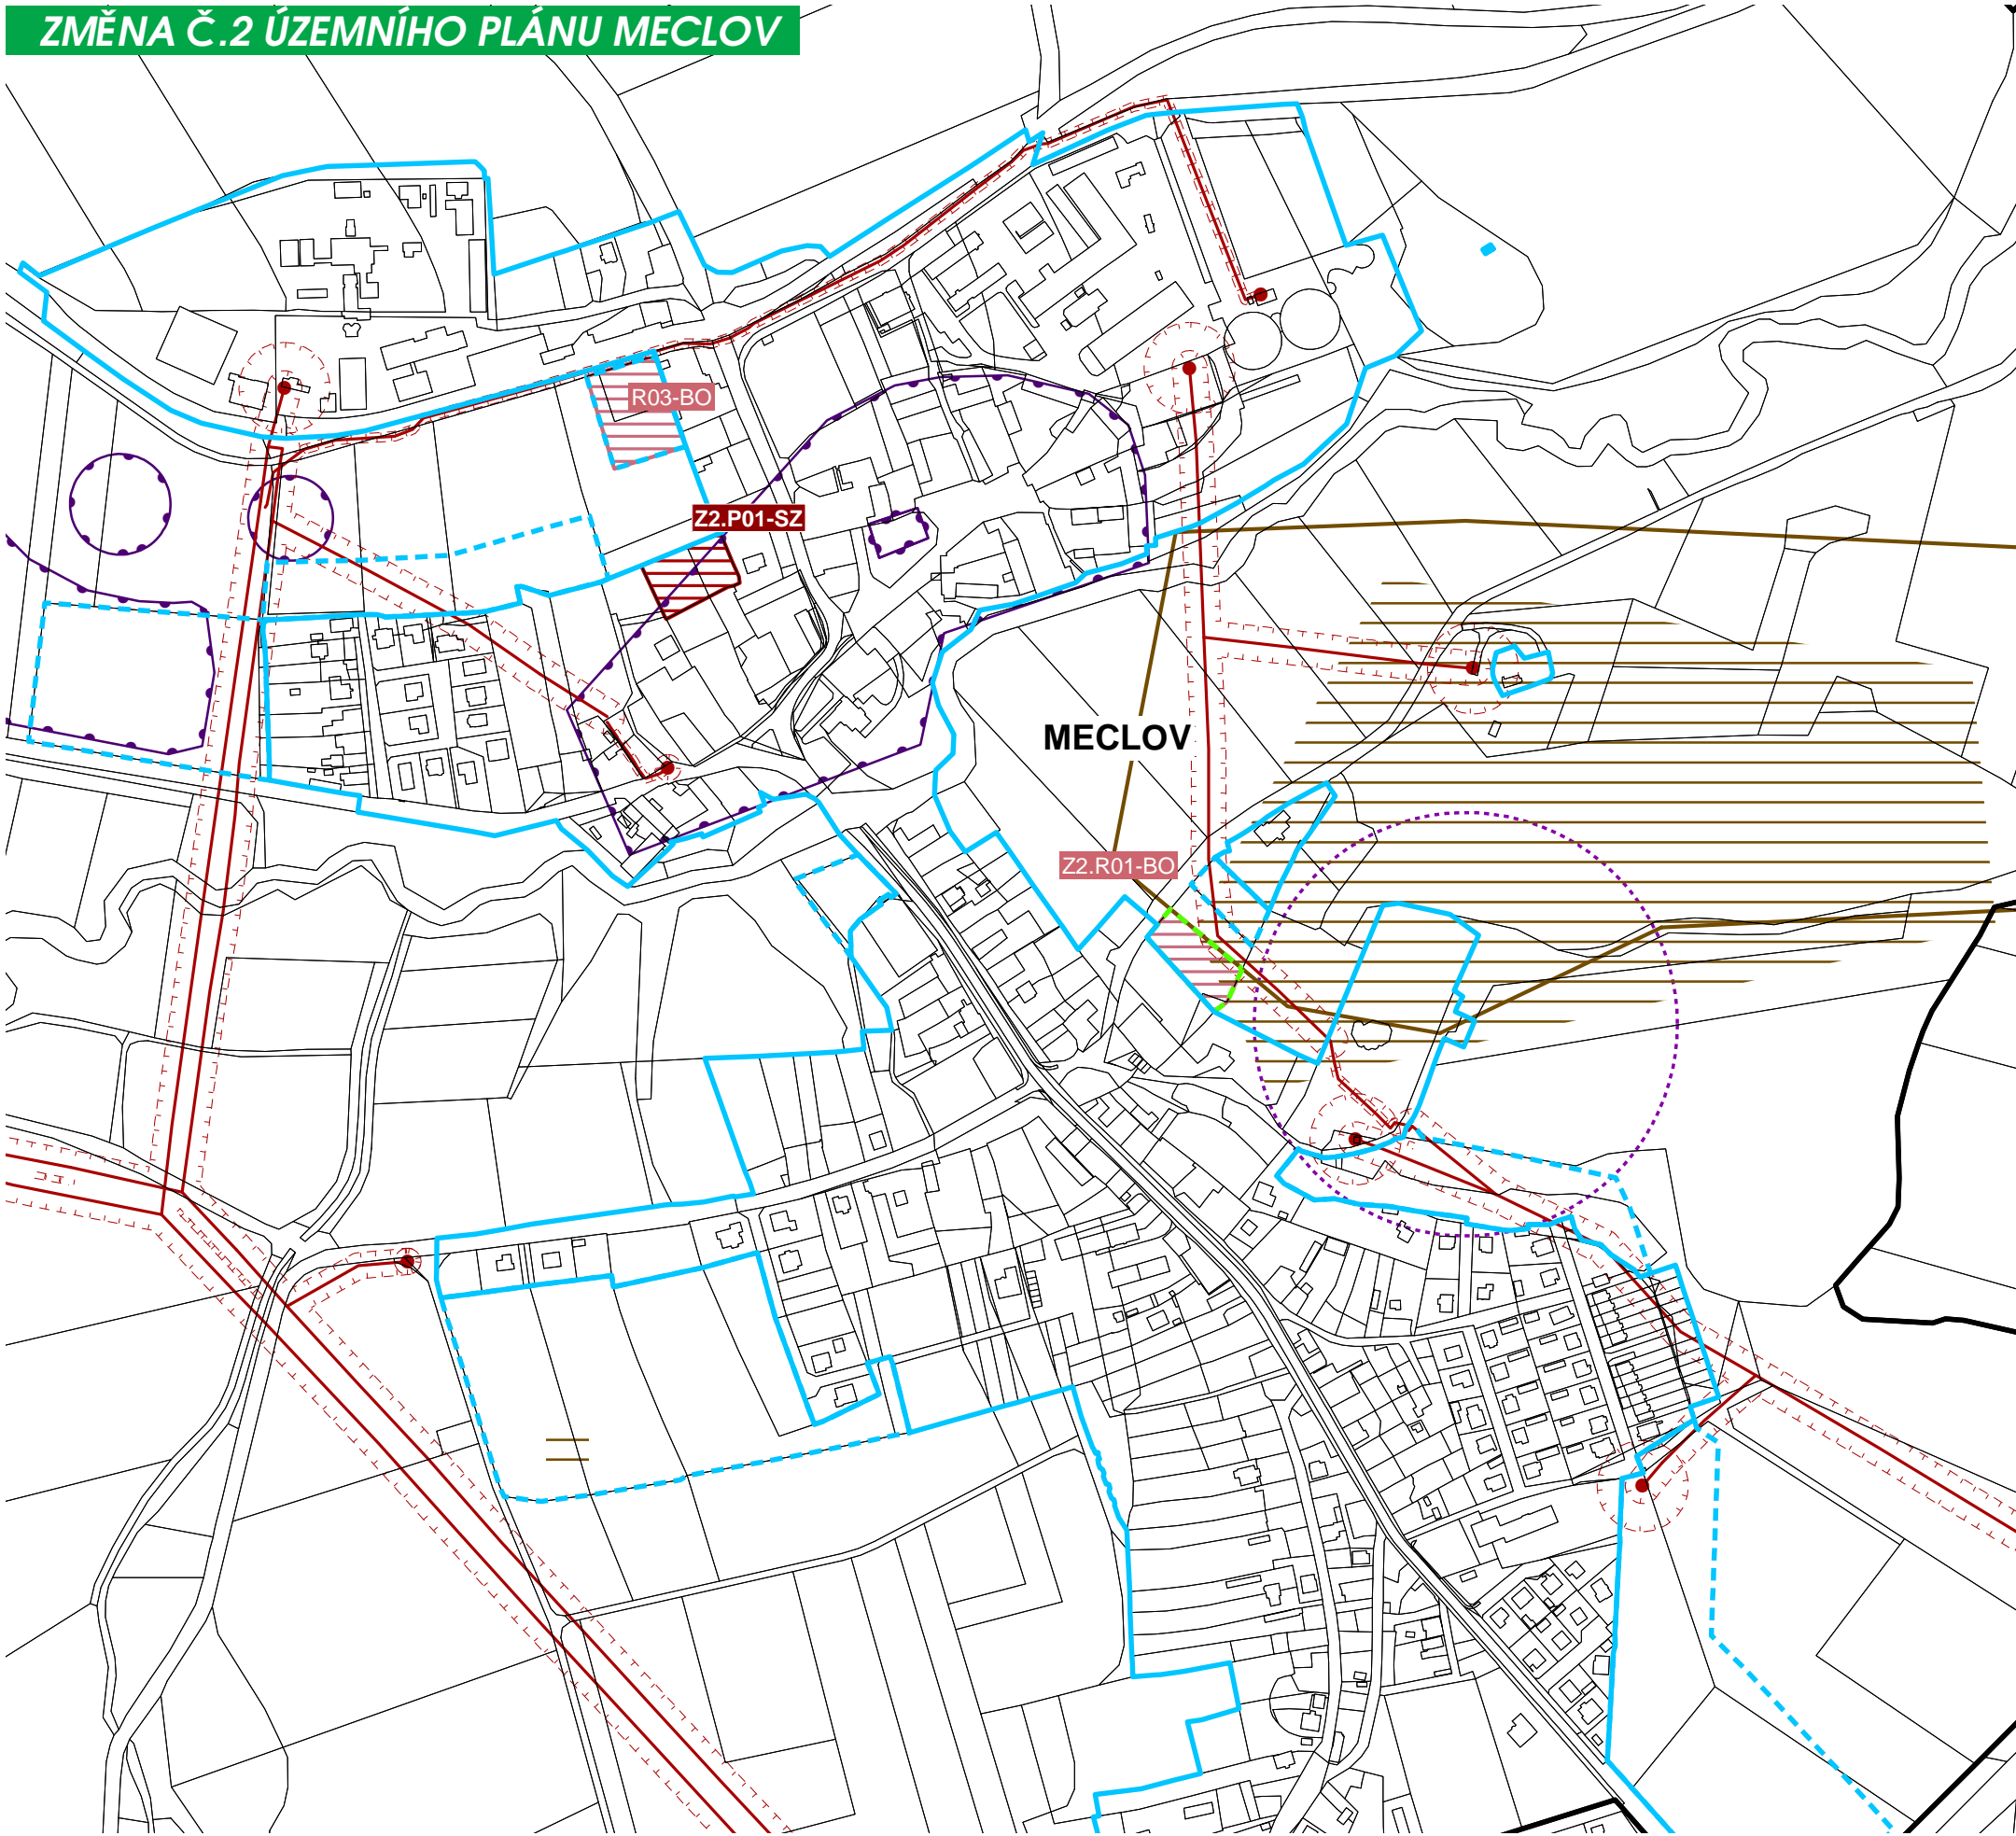 ZMĚNA Č.2 ÚZEMNÍHO PLÁNU MECLOV
R03-BO
Z2.P01-SZ
MECLOV
Z2.R01-BO